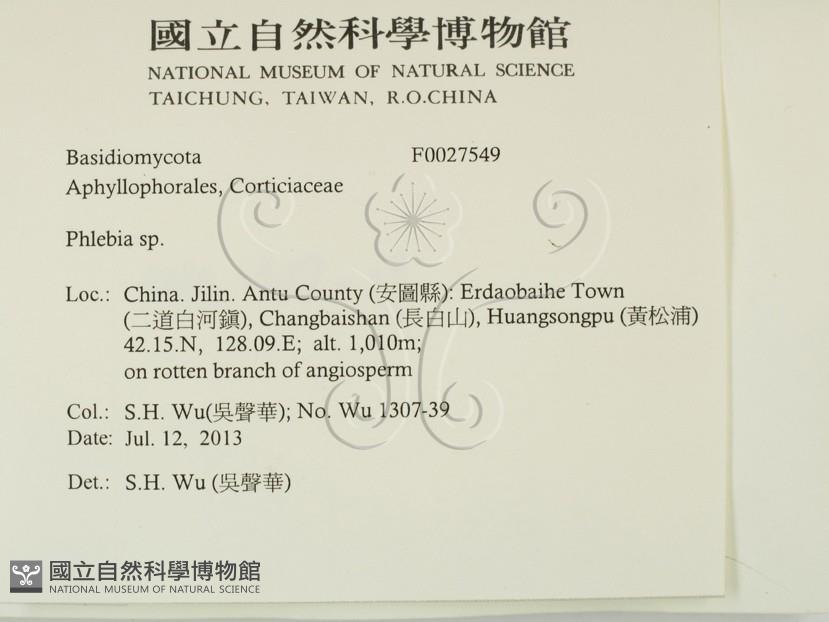 國立自然科學博物館
NATIONAL MUSEUM OF NATURAL SCIENCE
TAICHUNG, TAIWAN, R.O.CHINA
Basidiomycota F0027549
Aphyllophorales, Corticiaceae
Phlebia sp.
Loc.: China. Jilin. Antu County (安圖縣): Erdaobaihe Town
(二道白河鎮), Changbaishan (長白山), Huangsongpu (黃松浦)
42.15.N, 128.09.E; alt. 1,010m;
on rotten branch of angiosperm
Col.: S.H. Wu(吳聲華); No. Wu 1307-39
Date: Jul. 12, 2013
Det.: S.H. Wu (吳聲華)
國立自然科學博物館
NATIONAL MUSEUM OF NATURAL SCIENCE